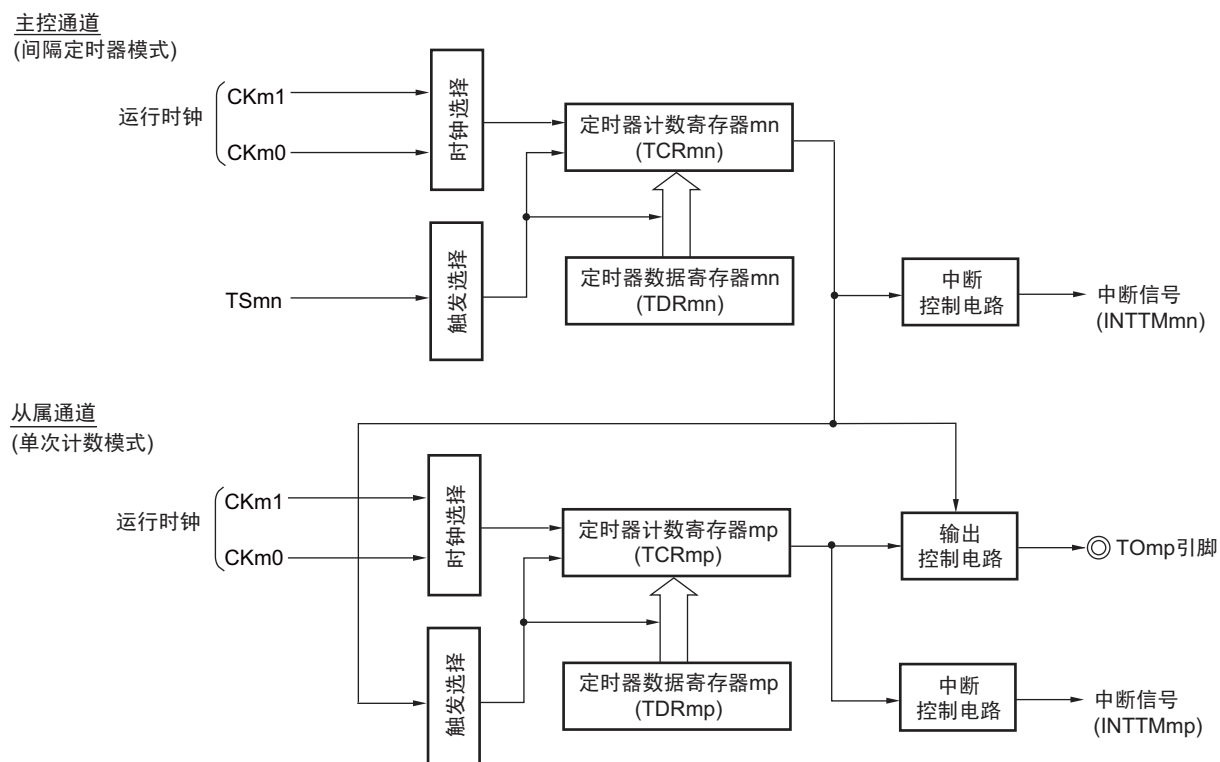 主控通道
(间隔定时器模式)
运行时钟
CKm1
CKm0
时钟选择
定时器计数寄存器mn
(TCRmn)
TSmn
触发选择
定时器数据寄存器mn
(TDRmn)
中断
控制电路
中断信号
(INTTMmn)
从属通道
(单次计数模式)
运行时钟
CKm1
CKm0
时钟选择
定时器计数寄存器mp
(TCRmp)
输出
控制电路
TOmp引脚
触发选择
定时器数据寄存器mp
(TDRmp)
中断
控制电路
中断信号
(INTTMmp)